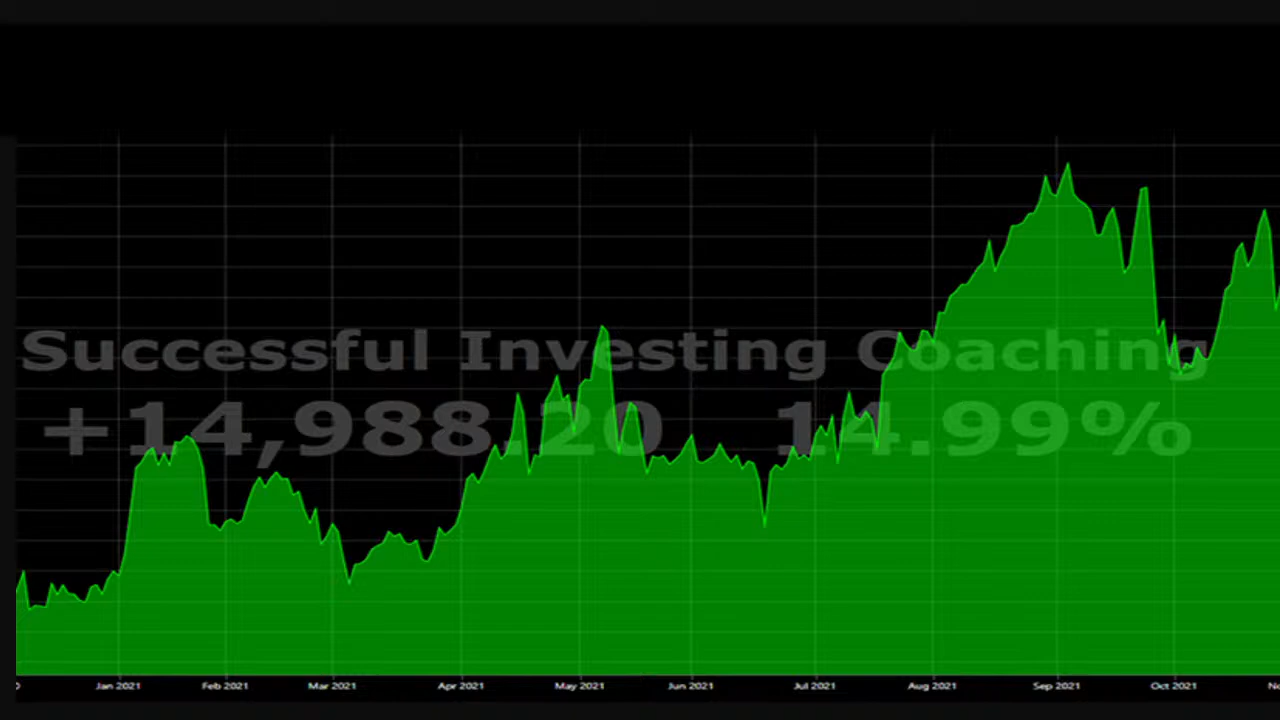 Successful Investing Coaching
+14,988.20 14.99%
Jan 2021 Feb 2021 Mar 2021 Apr 2021 May 2021 Jun 2021 Jul 2021 Aug 2021 Sep 2021 Oct 2021